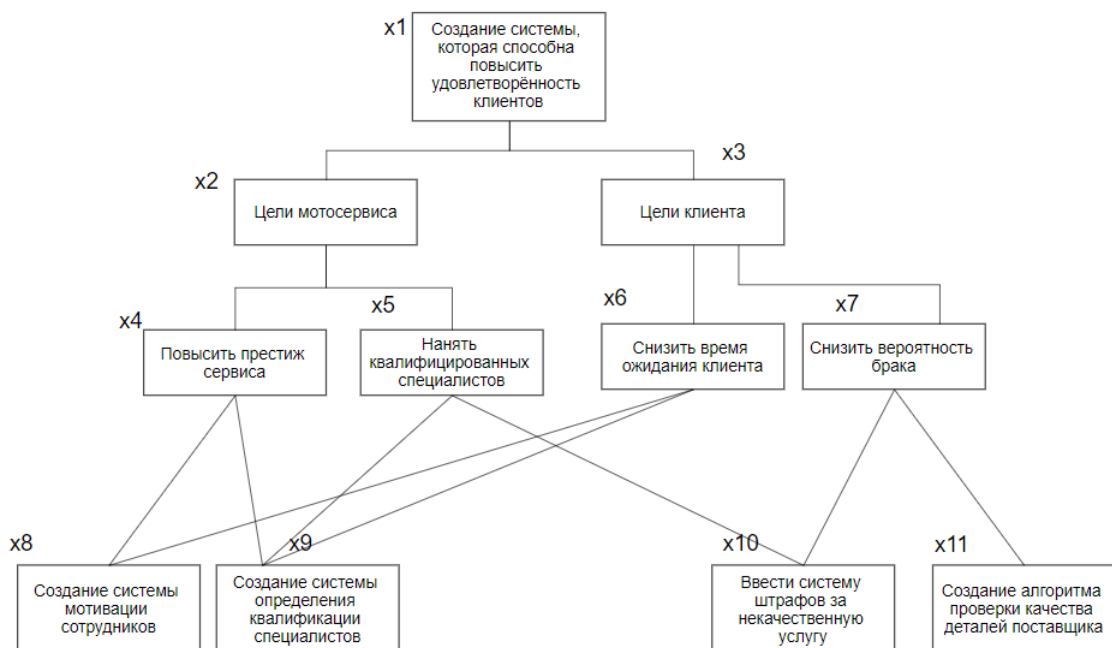 x1
Создание системы,
которая способна
повысить
удовлетворённость
клиентов
x2
Цели мотосервиса
x3
Цели клиента
x4
Повысить престиж
сервиса
x5
Нанять
квалифицированных
специалистов
x6
Снизить время
ожидания клиента
x7
Снизить вероятность
брака
x8
Создание системы
мотивации
сотрудников
x9
Создание системы
определения
квалификации
специалистов
x10
Ввести систему
штрафов за
некачественную
услугу
x11
Создание алгоритма
проверки качества
деталей поставщика